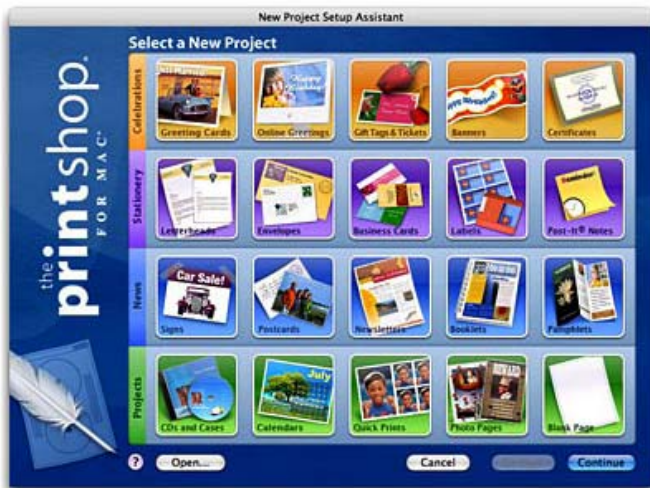 New Project Setup Assistant
Select a New Project
the
printshop.
FOR MAC
Celebrations
Greeting Cards
Online Greetings
Gift Tags & Tickets
Banners
Certificates
Stationery
Letterheads
Envelopes
Business Cards
Labels
Reminder!
Post-It® Notes
News
Car Sale!
Signs
Postcards
Newsletters
Booklets
Pamphlets
Projects
CDs and Cases
July
Calendars
Quick Prints
Photo Pages
Blank Page
?
Open...
Cancel
Continue